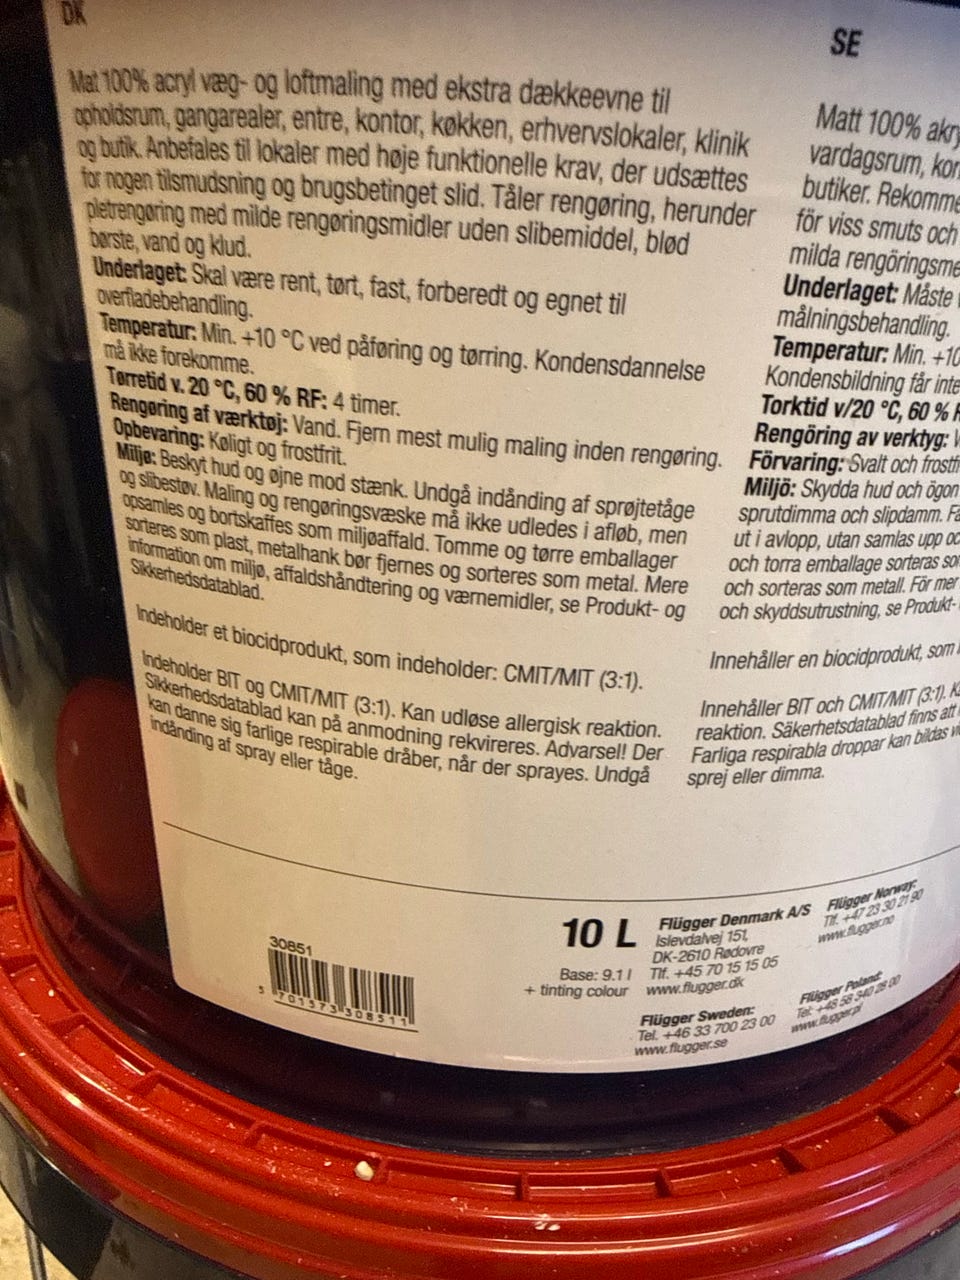 DK
Mat 100% acryl væg- og loftmaling med ekstra dækkeevne til
opholdsrum, gangarealer, entre, kontor, køkken, erhvervslokaler, klinik
og butik. Anbefales til lokaler med høje funktionelle krav, der udsættes
for nogen tilsmudsning og brugsbetinget slid. Tåler rengøring, herunder
pletrengøring med milde rengøringsmidler uden slibemiddel, blød
børste, vand og klud.
Underlaget: Skal være rent, tørt, fast, forberedt og egnet til
overfladebehandling.
Temperatur: Min. +10 °C ved påføring og tørring. Kondensdannelse
må ikke forekomme.
Tørretid v. 20 °C, 60 % RF: 4 timer.
Rengøring af værktøj: Vand. Fjern mest mulig maling inden rengøring.
Opbevaring: Køligt og frostfrit.
Miljø: Beskyt hud og øjne mod stænk. Undgå indånding af sprøjtetåge
og slibestøv. Maling og rengøringsvæske må ikke udledes i afløb, men
opsamles og bortskaffes som miljøaffald. Tomme og tørre emballager
sorteres som plast, metalhank bør fjernes og sorteres som metal. Mere
information om miljø, affaldshåndtering og værnemidler, se Produkt- og
Sikkerhedsdatablad.
Indeholder et biocidprodukt, som indeholder: CMIT/MIT (3:1).
Indeholder BIT og CMIT/MIT (3:1). Kan udløse allergisk reaktion.
Sikkerhedsdatablad kan på anmodning rekvireres. Advarsel! Der
kan danne sig farlige respirable dråber, når der sprayes. Undgå
indånding af spray eller tåge.
SE
Matt 100% akry
vardagsrum, kor
butiker. Rekomme
för viss smuts och
milda rengöringsme
Underlaget: Måste
målningsbehandling.
Temperatur: Min. +10
Kondensbildning får inte
Torktid v/20 °C, 60 %
Rengöring av verktyg:
Förvaring: Svalt och frostf
Miljö: Skydda hud och ögon
sprutdimma och slipdamm. Få
ut i avlopp, utan samlas upp oc
och torra emballage sorteras so
och sorteras som metall. För mer
och skyddsutrustning, se Produkt-
Innehåller en biocidprodukt, som
Innehåller BIT och CMIT/MIT (3:1). K
reaktion. Säkerhetsdatablad finns att
Farliga respirabla droppar kan bildas vi
sprej eller dimma.
30851
5 701573 308511
10 L
Base: 9.1 l
+ tinting colour
Flügger Denmark A/S
Islevdalvej 151,
DK-2610 Rødovre
Tlf. +45 70 15 15 05
www.flugger.dk
Flügger Norway:
Tlf. +47 23 30 21 90
www.flugger.no
Flügger Sweden:
Tel. +46 33 700 23 00
www.flugger.se
Flügger Poland:
Tel: +48 58 340 28 00
www.flugger.pl